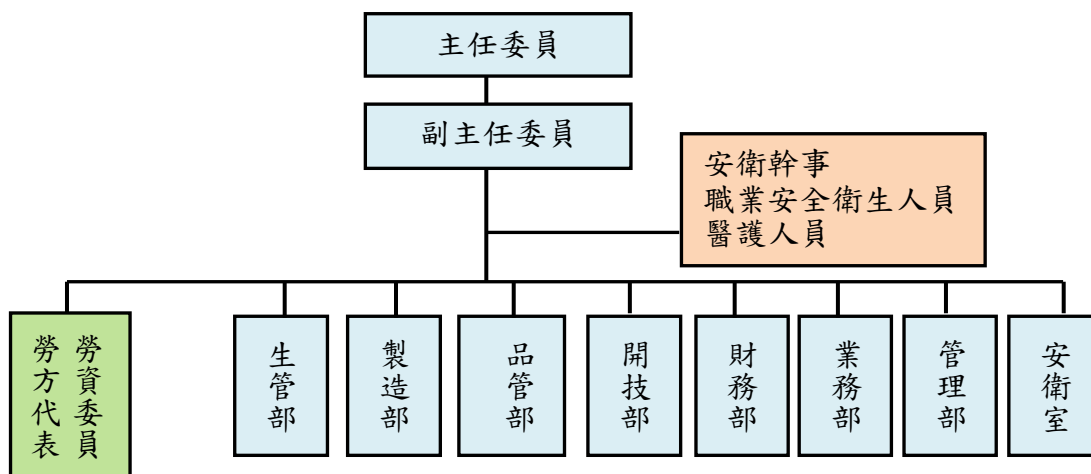 主任委員
副主任委員
安衛幹事
職業安全衛生人員
醫護人員
勞資委員
勞方代表
生管部
製造部
品管部
開技部
財務部
業務部
管理部
安衛室